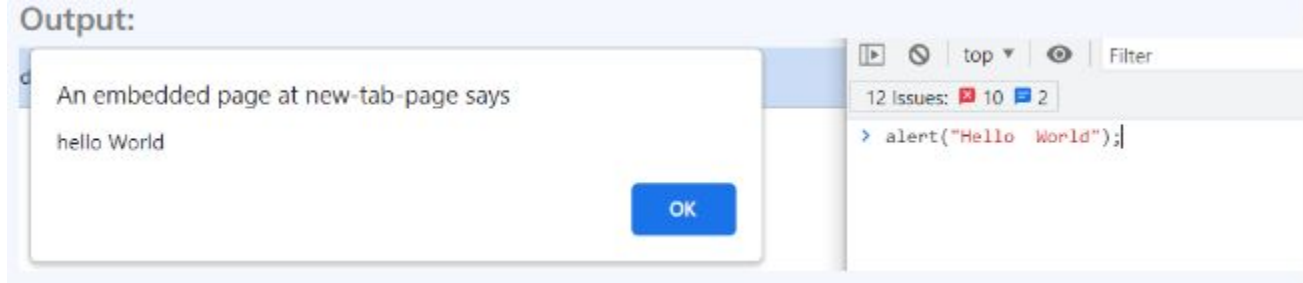 Output:
d
An embedded page at new-tab-page says
hello World
OK
top ▼ Filter
12 Issues: 10 2
> alert("Hello  World");